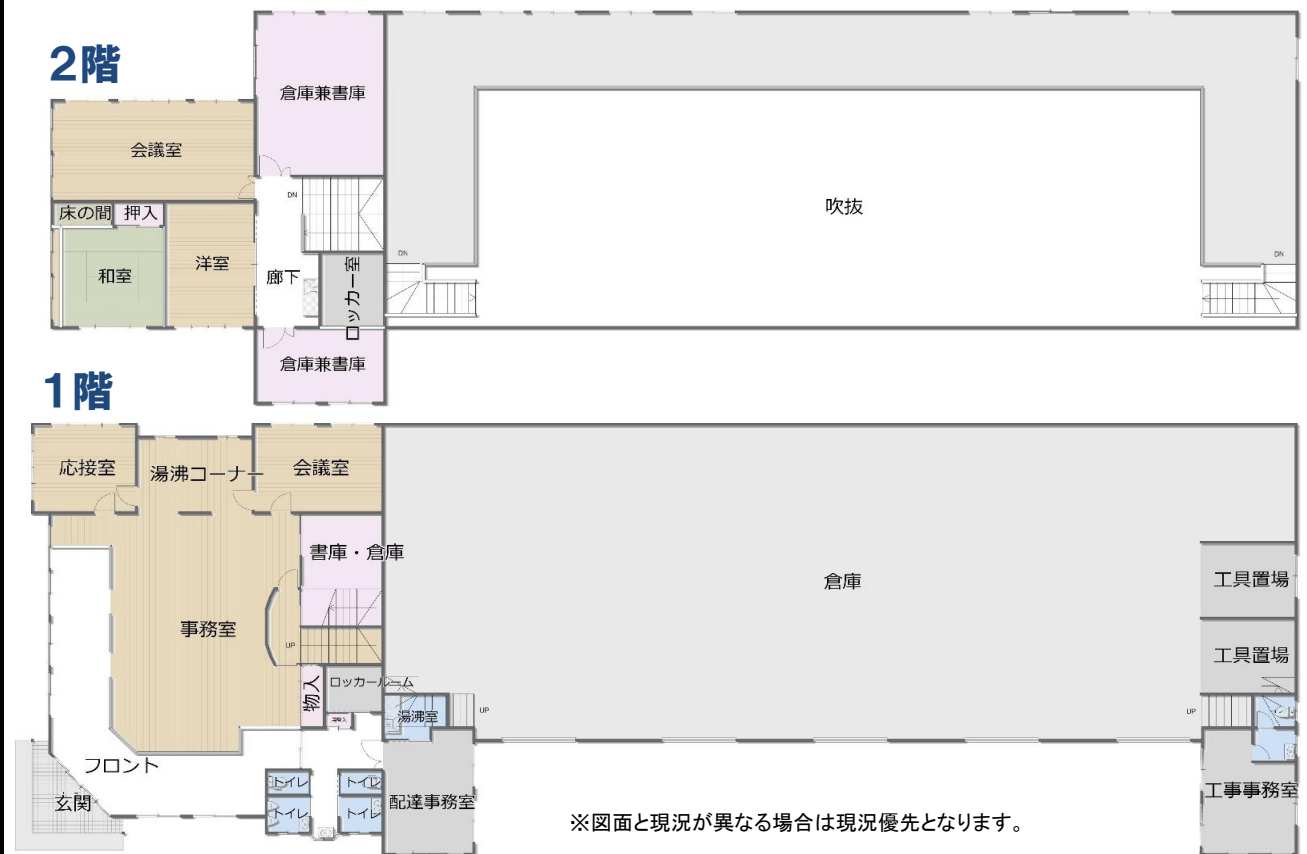 2階
倉庫兼書庫
会議室
吹抜
DN
床の間
押入
和室
洋室
廊下
ロッカー室
DN
DN
倉庫兼書庫
1階
応接室
湯沸コーナー
会議室
書庫・倉庫
倉庫
工具置場
事務室
UP
工具置場
物入
ロッカールーム
湯沸室
UP
UP
フロント
玄関
トイレ
トイレ
トイレ
トイレ
配達事務室
工事事務室
※図面と現況が異なる場合は現況優先となります。